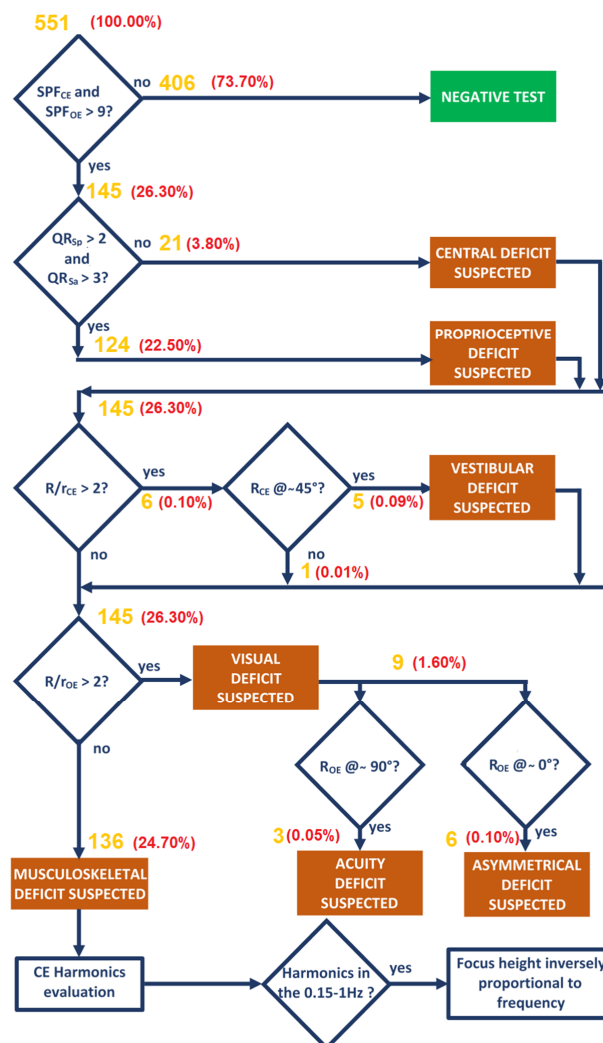 551 (100.00%)
SPFCE and
SPFOE > 9?
no 406 (73.70%)
NEGATIVE TEST
yes
145 (26.30%)
QRSp > 2
and
QRSa > 3?
no 21 (3.80%)
CENTRAL DEFICIT
SUSPECTED
yes
124 (22.50%)
PROPRIOCEPTIVE
DEFICIT
SUSPECTED
145 (26.30%)
R/rCE > 2?
yes
6 (0.10%)
RCE @~45°?
yes
5 (0.09%)
VESTIBULAR
DEFICIT
SUSPECTED
no
no
1 (0.01%)
145 (26.30%)
R/rOE > 2?
yes
VISUAL
DEFICIT
SUSPECTED
9 (1.60%)
no
ROE @~ 90°?
ROE @~ 0°?
136 (24.70%)
3 (0.05%)
yes
6 (0.10%)
yes
MUSCULOSKELETAL
DEFICIT SUSPECTED
ACUITY
DEFICIT
SUSPECTED
ASYMMETRICAL
DEFICIT
SUSPECTED
CE Harmonics
evaluation
Harmonics in
the 0.15-1Hz ?
yes
Focus height inversely
proportional to
frequency